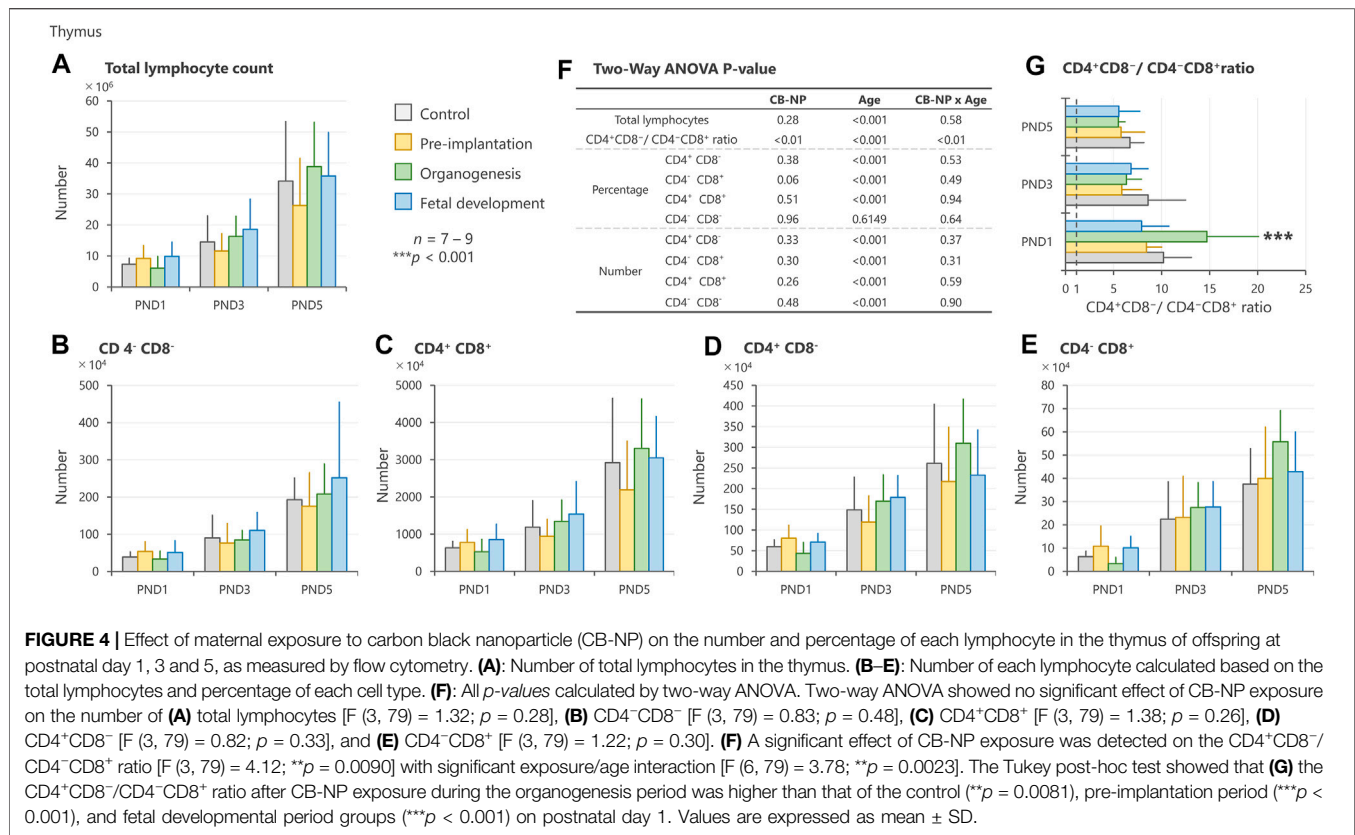 Thymus
A Total lymphocyte count
× 10⁶
60
50
40
30
20
10
0
Number
PND1 PND3 PND5
Control
Pre-implantation
Organogenesis
Fetal development
n = 7 – 9
***p < 0.001
F Two-Way ANOVA P-value
CB-NP Age CB-NP x Age
Total lymphocytes 0.28 <0.001 0.58
CD4⁺CD8⁻/ CD4⁻CD8⁺ ratio <0.01 <0.001 <0.01
Percentage
CD4⁺ CD8⁻ 0.38 <0.001 0.53
CD4⁻ CD8⁺ 0.06 <0.001 0.49
CD4⁺ CD8⁺ 0.51 <0.001 0.94
CD4⁻ CD8⁻ 0.96 0.6149 0.64
Number
CD4⁺ CD8⁻ 0.33 <0.001 0.37
CD4⁻ CD8⁺ 0.30 <0.001 0.31
CD4⁺ CD8⁺ 0.26 <0.001 0.59
CD4⁻ CD8⁻ 0.48 <0.001 0.90
G CD4⁺CD8⁻/ CD4⁻CD8⁺ratio
PND5
PND3
PND1
***
0 1 5 10 15 20 25
CD4⁺CD8⁻/ CD4⁻CD8⁺ ratio
B CD 4⁻ CD8⁻
× 10⁴
500
400
300
200
100
0
Number
PND1 PND3 PND5
C CD4⁺ CD8⁺
× 10⁴
5000
4000
3000
2000
1000
0
Number
PND1 PND3 PND5
D CD4⁺ CD8⁻
× 10⁴
450
400
350
300
250
200
150
100
50
0
Number
PND1 PND3 PND5
E CD4⁻ CD8⁺
× 10⁴
80
70
60
50
40
30
20
10
0
Number
PND1 PND3 PND5
FIGURE 4 | Effect of maternal exposure to carbon black nanoparticle (CB-NP) on the number and percentage of each lymphocyte in the thymus of offspring at
postnatal day 1, 3 and 5, as measured by flow cytometry. (A): Number of total lymphocytes in the thymus. (B–E): Number of each lymphocyte calculated based on the
total lymphocytes and percentage of each cell type. (F): All p-values calculated by two-way ANOVA. Two-way ANOVA showed no significant effect of CB-NP exposure
on the number of (A) total lymphocytes [F (3, 79) = 1.32; p = 0.28], (B) CD4⁻CD8⁻ [F (3, 79) = 0.83; p = 0.48], (C) CD4⁺CD8⁺ [F (3, 79) = 1.38; p = 0.26], (D)
CD4⁺CD8⁻ [F (3, 79) = 0.82; p = 0.33], and (E) CD4⁻CD8⁺ [F (3, 79) = 1.22; p = 0.30]. (F) A significant effect of CB-NP exposure was detected on the CD4⁺CD8⁻/
CD4⁻CD8⁺ ratio [F (3, 79) = 4.12; **p = 0.0090] with significant exposure/age interaction [F (6, 79) = 3.78; **p = 0.0023]. The Tukey post-hoc test showed that (G) the
CD4⁺CD8⁻/CD4⁻CD8⁺ ratio after CB-NP exposure during the organogenesis period was higher than that of the control (**p = 0.0081), pre-implantation period (***p <
0.001), and fetal developmental period groups (***p < 0.001) on postnatal day 1. Values are expressed as mean ± SD.